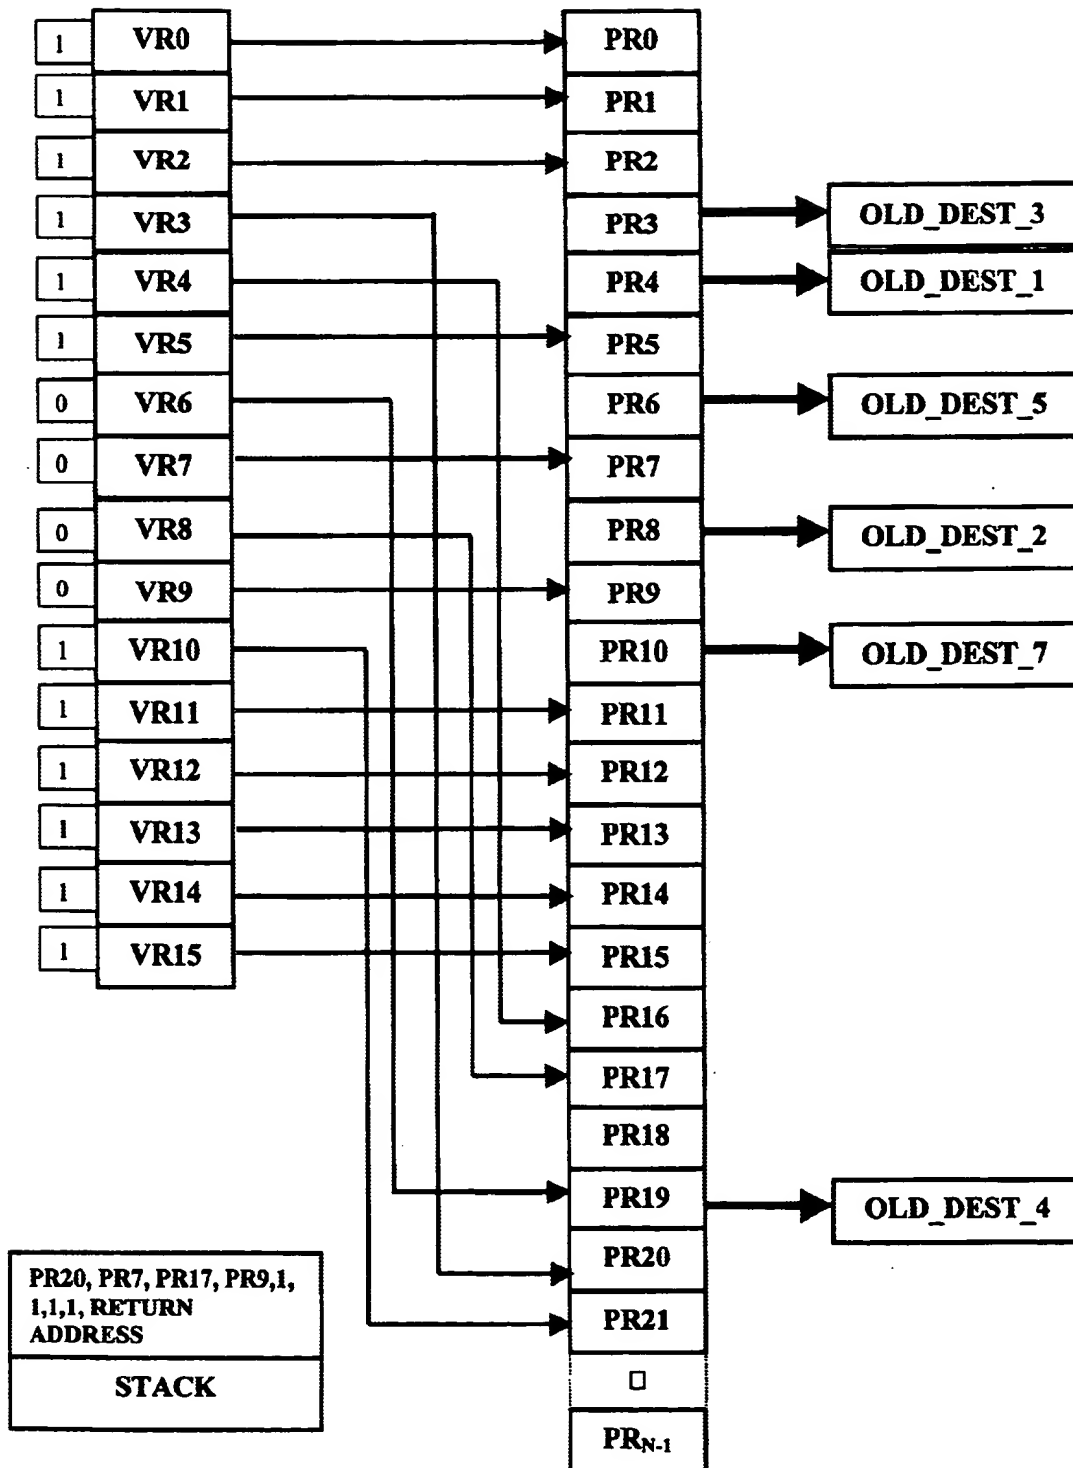 1 VR0 PR0
1 VR1 PR1
1 VR2 PR2
1 VR3 PR3 OLD_DEST_3
1 VR4 PR4 OLD_DEST_1
1 VR5 PR5
0 VR6 PR6 OLD_DEST_5
0 VR7 PR7
0 VR8 PR8 OLD_DEST_2
0 VR9 PR9
1 VR10 PR10 OLD_DEST_7
1 VR11 PR11
1 VR12 PR12
1 VR13 PR13
1 VR14 PR14
1 VR15 PR15
PR16
PR17
PR18
PR19 OLD_DEST_4
PR20
PR21
PRN-1
PR20, PR7, PR17, PR9,1,
1,1,1, RETURN
ADDRESS
STACK